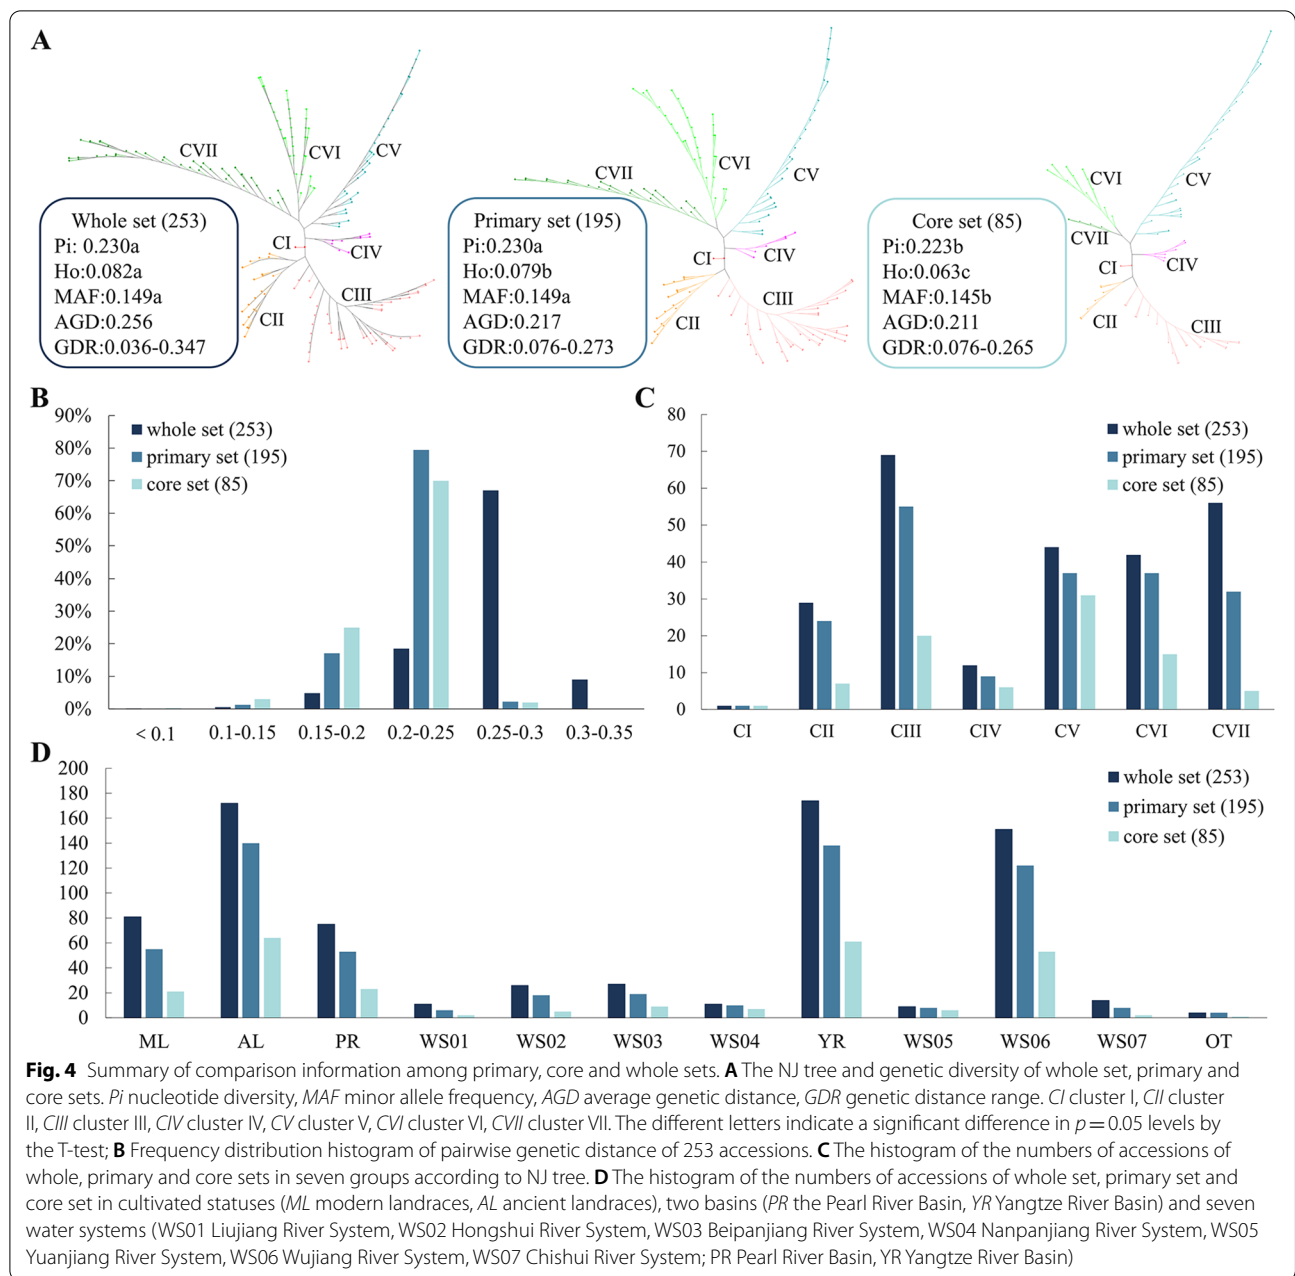 A
CVII
CVI
CV
Whole set (253)
Pi: 0.230a
Ho:0.082a
MAF:0.149a
AGD:0.256
GDR:0.036-0.347
CI
CIV
CIII
CII
CVII
CVI
CV
Primary set (195)
Pi:0.230a
Ho:0.079b
MAF:0.149a
AGD:0.217
GDR:0.076-0.273
CI
CIV
CIII
CII
CVI
CV
CVII
Core set (85)
Pi:0.223b
Ho:0.063c
MAF:0.145b
AGD:0.211
GDR:0.076-0.265
CI
CIV
CII
CIII
B
90%
80%
70%
60%
50%
40%
30%
20%
10%
0%
whole set (253)
primary set (195)
core set (85)
< 0.1 0.1-0.15 0.15-0.2 0.2-0.25 0.25-0.3 0.3-0.35
C
80
70
60
50
40
30
20
10
0
whole set (253)
primary set (195)
core set (85)
CI CII CIII CIV CV CVI CVII
D
200
180
160
140
120
100
80
60
40
20
0
whole set (253)
primary set (195)
core set (85)
ML AL PR WS01 WS02 WS03 WS04 YR WS05 WS06 WS07 OT
Fig. 4 Summary of comparison information among primary, core and whole sets. A The NJ tree and genetic diversity of whole set, primary and
core sets. Pi nucleotide diversity, MAF minor allele frequency, AGD average genetic distance, GDR genetic distance range. CI cluster I, CII cluster
II, CIII cluster III, CIV cluster IV, CV cluster V, CVI cluster VI, CVII cluster VII. The different letters indicate a significant difference in p = 0.05 levels by
the T-test; B Frequency distribution histogram of pairwise genetic distance of 253 accessions. C The histogram of the numbers of accessions of
whole, primary and core sets in seven groups according to NJ tree. D The histogram of the numbers of accessions of whole set, primary set and
core set in cultivated statuses (ML modern landraces, AL ancient landraces), two basins (PR the Pearl River Basin, YR Yangtze River Basin) and seven
water systems (WS01 Liujiang River System, WS02 Hongshui River System, WS03 Beipanjiang River System, WS04 Nanpanjiang River System, WS05
Yuanjiang River System, WS06 Wujiang River System, WS07 Chishui River System; PR Pearl River Basin, YR Yangtze River Basin)